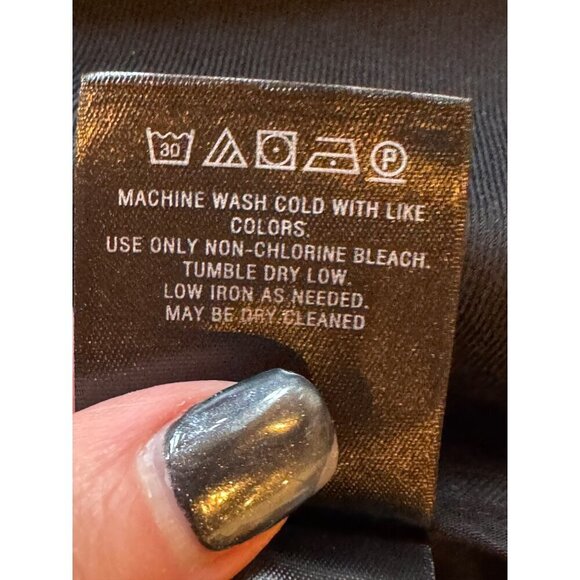 30 P
MACHINE WASH COLD WITH LIKE
COLORS.
USE ONLY NON-CHLORINE BLEACH.
TUMBLE DRY LOW.
LOW IRON AS NEEDED.
MAY BE DRY CLEANED